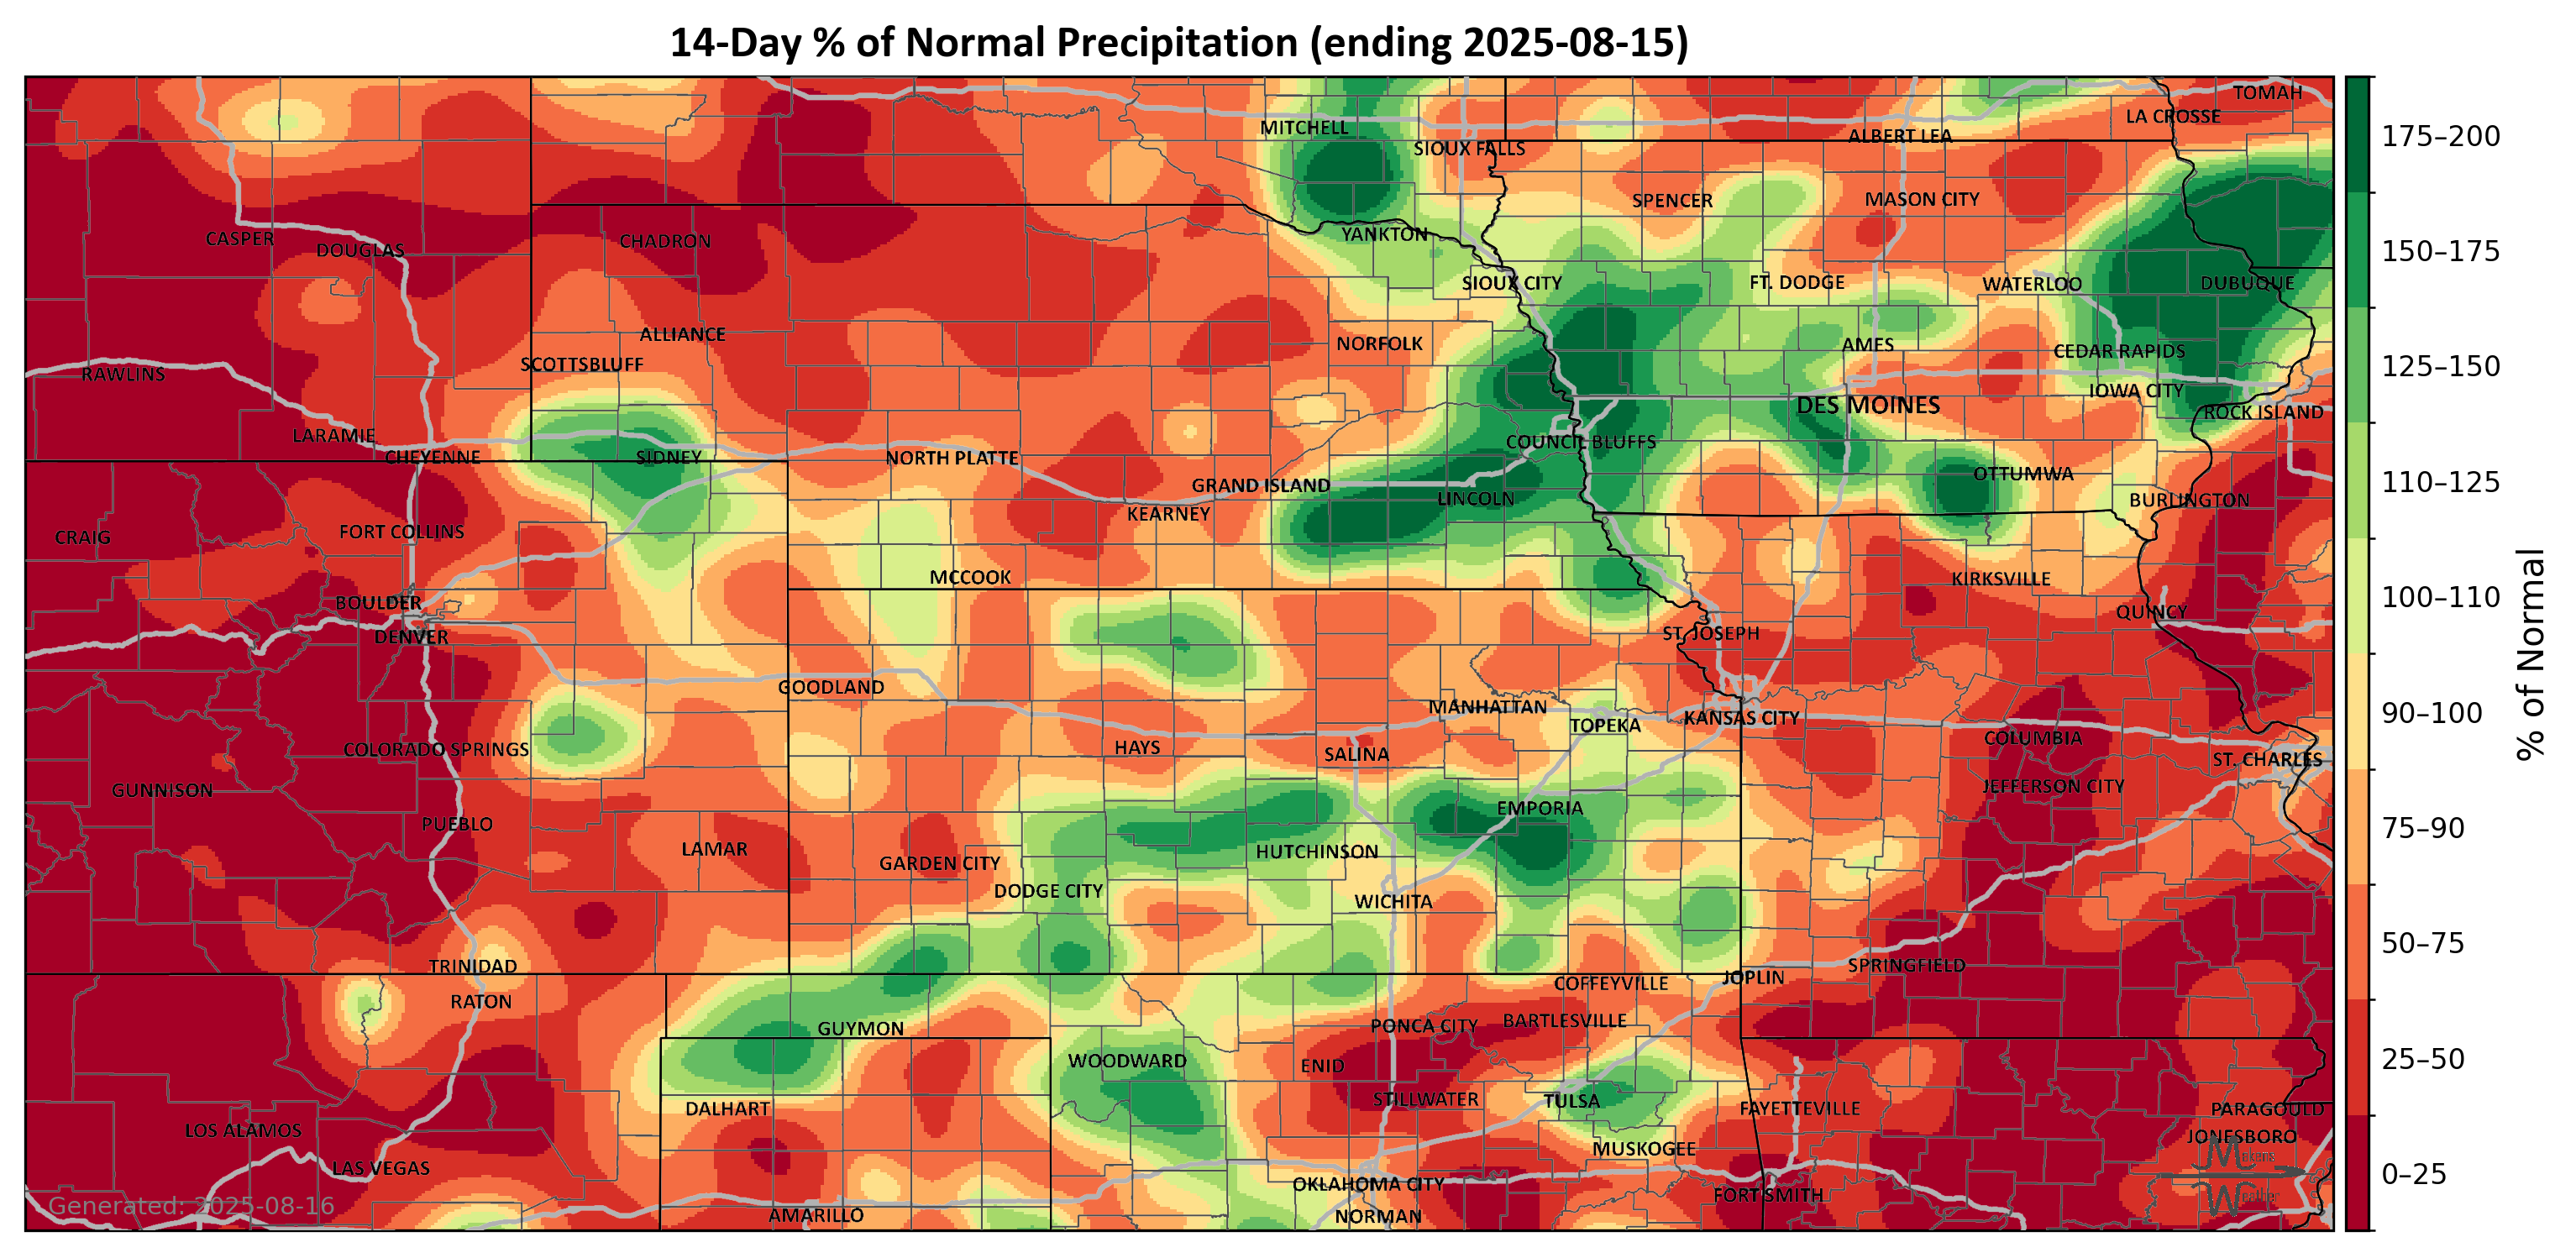 14-Day % of Normal Precipitation (ending 2025-08-15)
TOMAH
LA CROSSE
MITCHELL
ALBERT LEA
SIOUX FALLS
SPENCER
MASON CITY
YANKTON
CASPER
DOUGLAS
CHADRON
SIOUX CITY
FT. DODGE
WATERLOO
DUBUQUE
ALLIANCE
NORFOLK
AMES
CEDAR RAPIDS
SCOTTSBLUFF
RAWLINS
IOWA CITY
DES MOINES
ROCK ISLAND
LARAMIE
COUNCIL BLUFFS
CHEYENNE
SIDNEY
NORTH PLATTE
OTTUMWA
GRAND ISLAND
LINCOLN
BURLINGTON
KEARNEY
CRAIG
FORT COLLINS
MCCOOK
KIRKSVILLE
BOULDER
QUINCY
DENVER
ST. JOSEPH
GOODLAND
MANHATTAN
KANSAS CITY
TOPEKA
COLORADO SPRINGS
HAYS
SALINA
COLUMBIA
ST. CHARLES
GUNNISON
JEFFERSON CITY
EMPORIA
PUEBLO
LAMAR
GARDEN CITY
HUTCHINSON
DODGE CITY
WICHITA
TRINIDAD
SPRINGFIELD
COFFEYVILLE
JOPLIN
RATON
GUYMON
PONCA CITY
BARTLESVILLE
WOODWARD
ENID
STILLWATER
TULSA
DALHART
FAYETTEVILLE
PARAGOULD
LOS ALAMOS
JONESBORO
MUSKOGEE
LAS VEGAS
OKLAHOMA CITY
FORT SMITH
AMARILLO
NORMAN
Generated: 2025-08-16
Makens
Weather
175–200
150–175
125–150
110–125
100–110
90–100
75–90
50–75
25–50
0–25
% of Normal